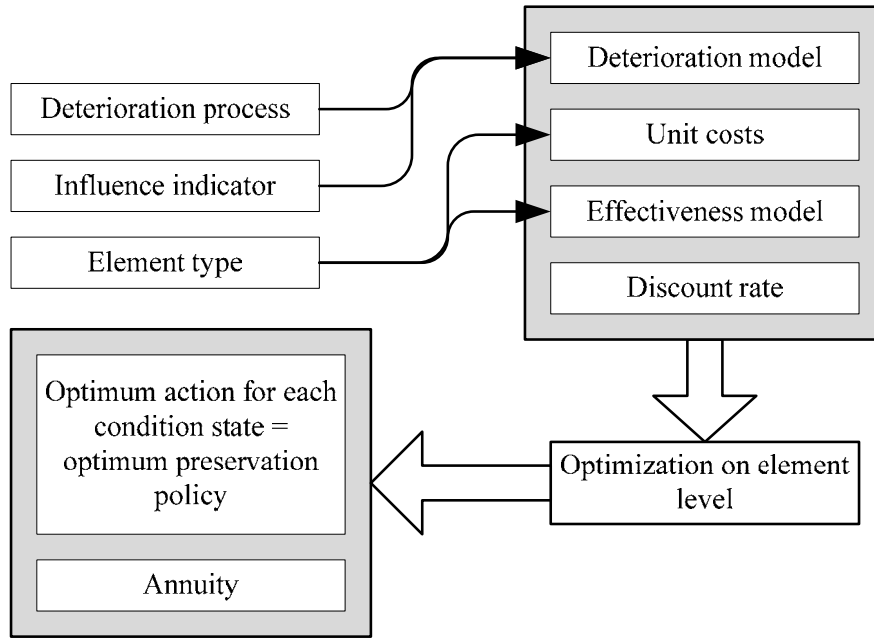 Deterioration process
Influence indicator
Element type
Deterioration model
Unit costs
Effectiveness model
Discount rate
Optimization on element
level
Optimum action for each
condition state =
optimum preservation
policy
Annuity